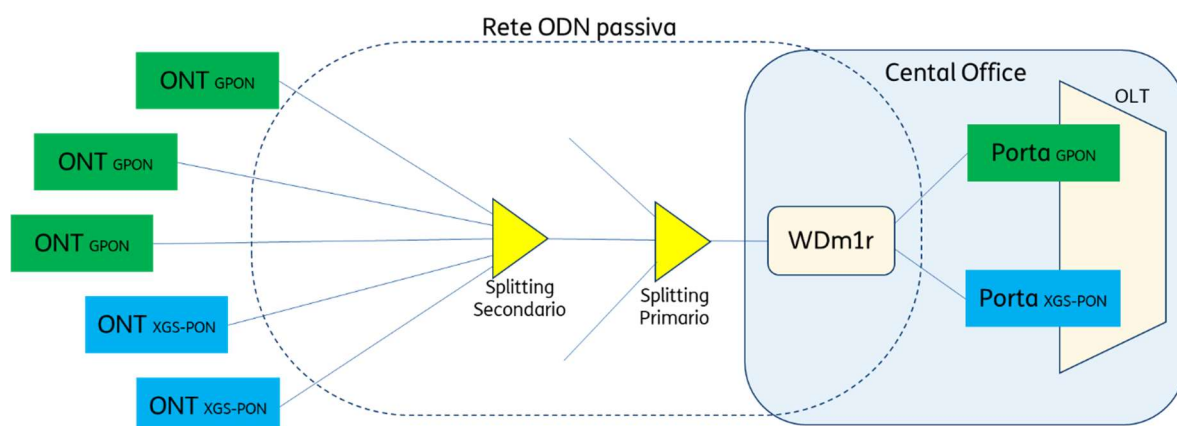 Rete ODN passiva
Cental Office
OLT
ONT GPON
ONT GPON
ONT GPON
ONT XGS-PON
ONT XGS-PON
Splitting
Secondario
Splitting
Primario
WDm1r
Porta GPON
Porta XGS-PON